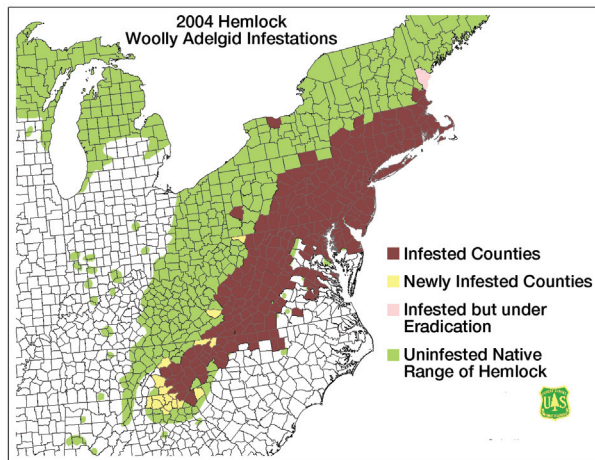 2004 Hemlock
Woolly Adelgid Infestations
Infested Counties
Newly Infested Counties
Infested but under
Eradication
Uninfested Native
Range of Hemlock
UAS